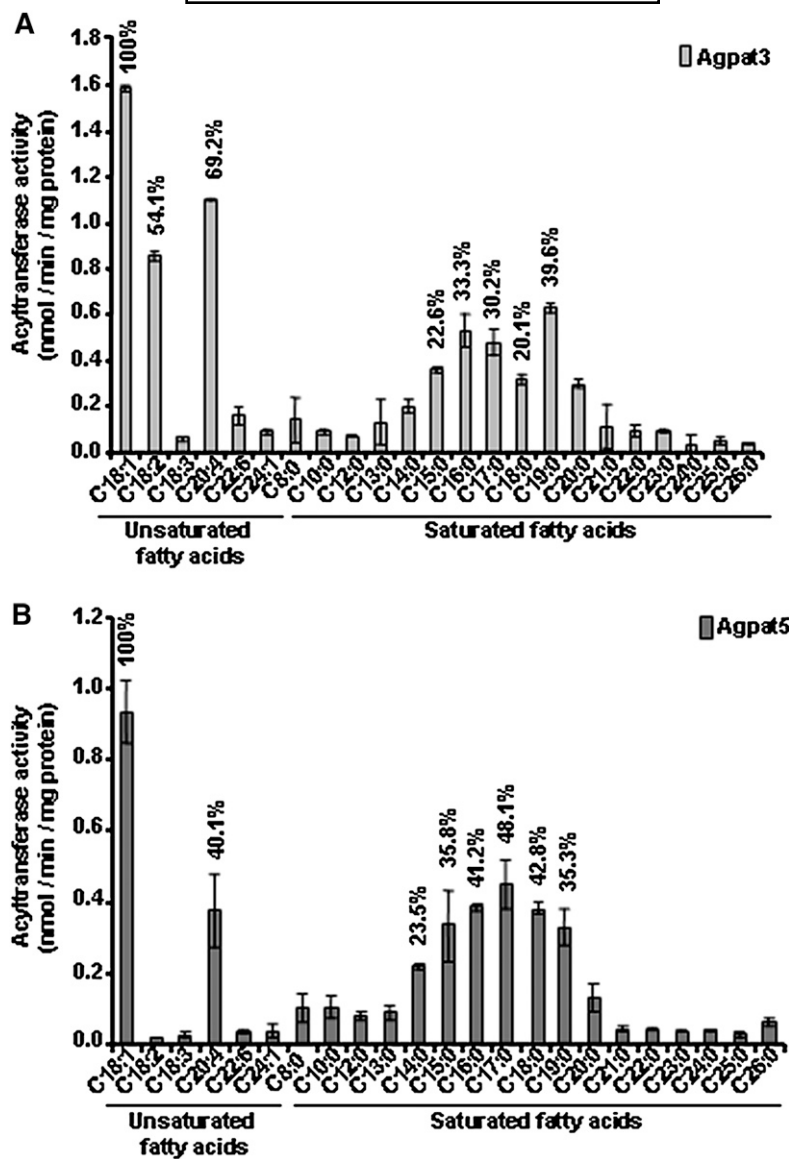 A
Agpat3
Acyltransferase activity
(nmol / min / mg protein)
1.8
1.6
1.4
1.2
1.0
0.8
0.6
0.4
0.2
0.0
100%
54.1%
69.2%
22.6%
33.3%
30.2%
20.1%
39.6%
C18:1
C18:2
C18:3
C20:4
C22:6
C24:1
C8:0
C10:0
C12:0
C13:0
C14:0
C15:0
C16:0
C17:0
C18:0
C19:0
C20:0
C21:0
C22:0
C23:0
C24:0
C25:0
C26:0
Unsaturated
fatty acids
Saturated fatty acids
B
Agpat5
Acyltransferase activity
(nmol / min / mg protein)
1.2
1.0
0.8
0.6
0.4
0.2
0.0
100%
40.1%
23.5%
35.8%
41.2%
48.1%
42.8%
35.3%
C18:1
C18:2
C18:3
C20:4
C22:6
C24:1
C8:0
C10:0
C12:0
C13:0
C14:0
C15:0
C16:0
C17:0
C18:0
C19:0
C20:0
C21:0
C22:0
C23:0
C24:0
C25:0
C26:0
Unsaturated
fatty acids
Saturated fatty acids